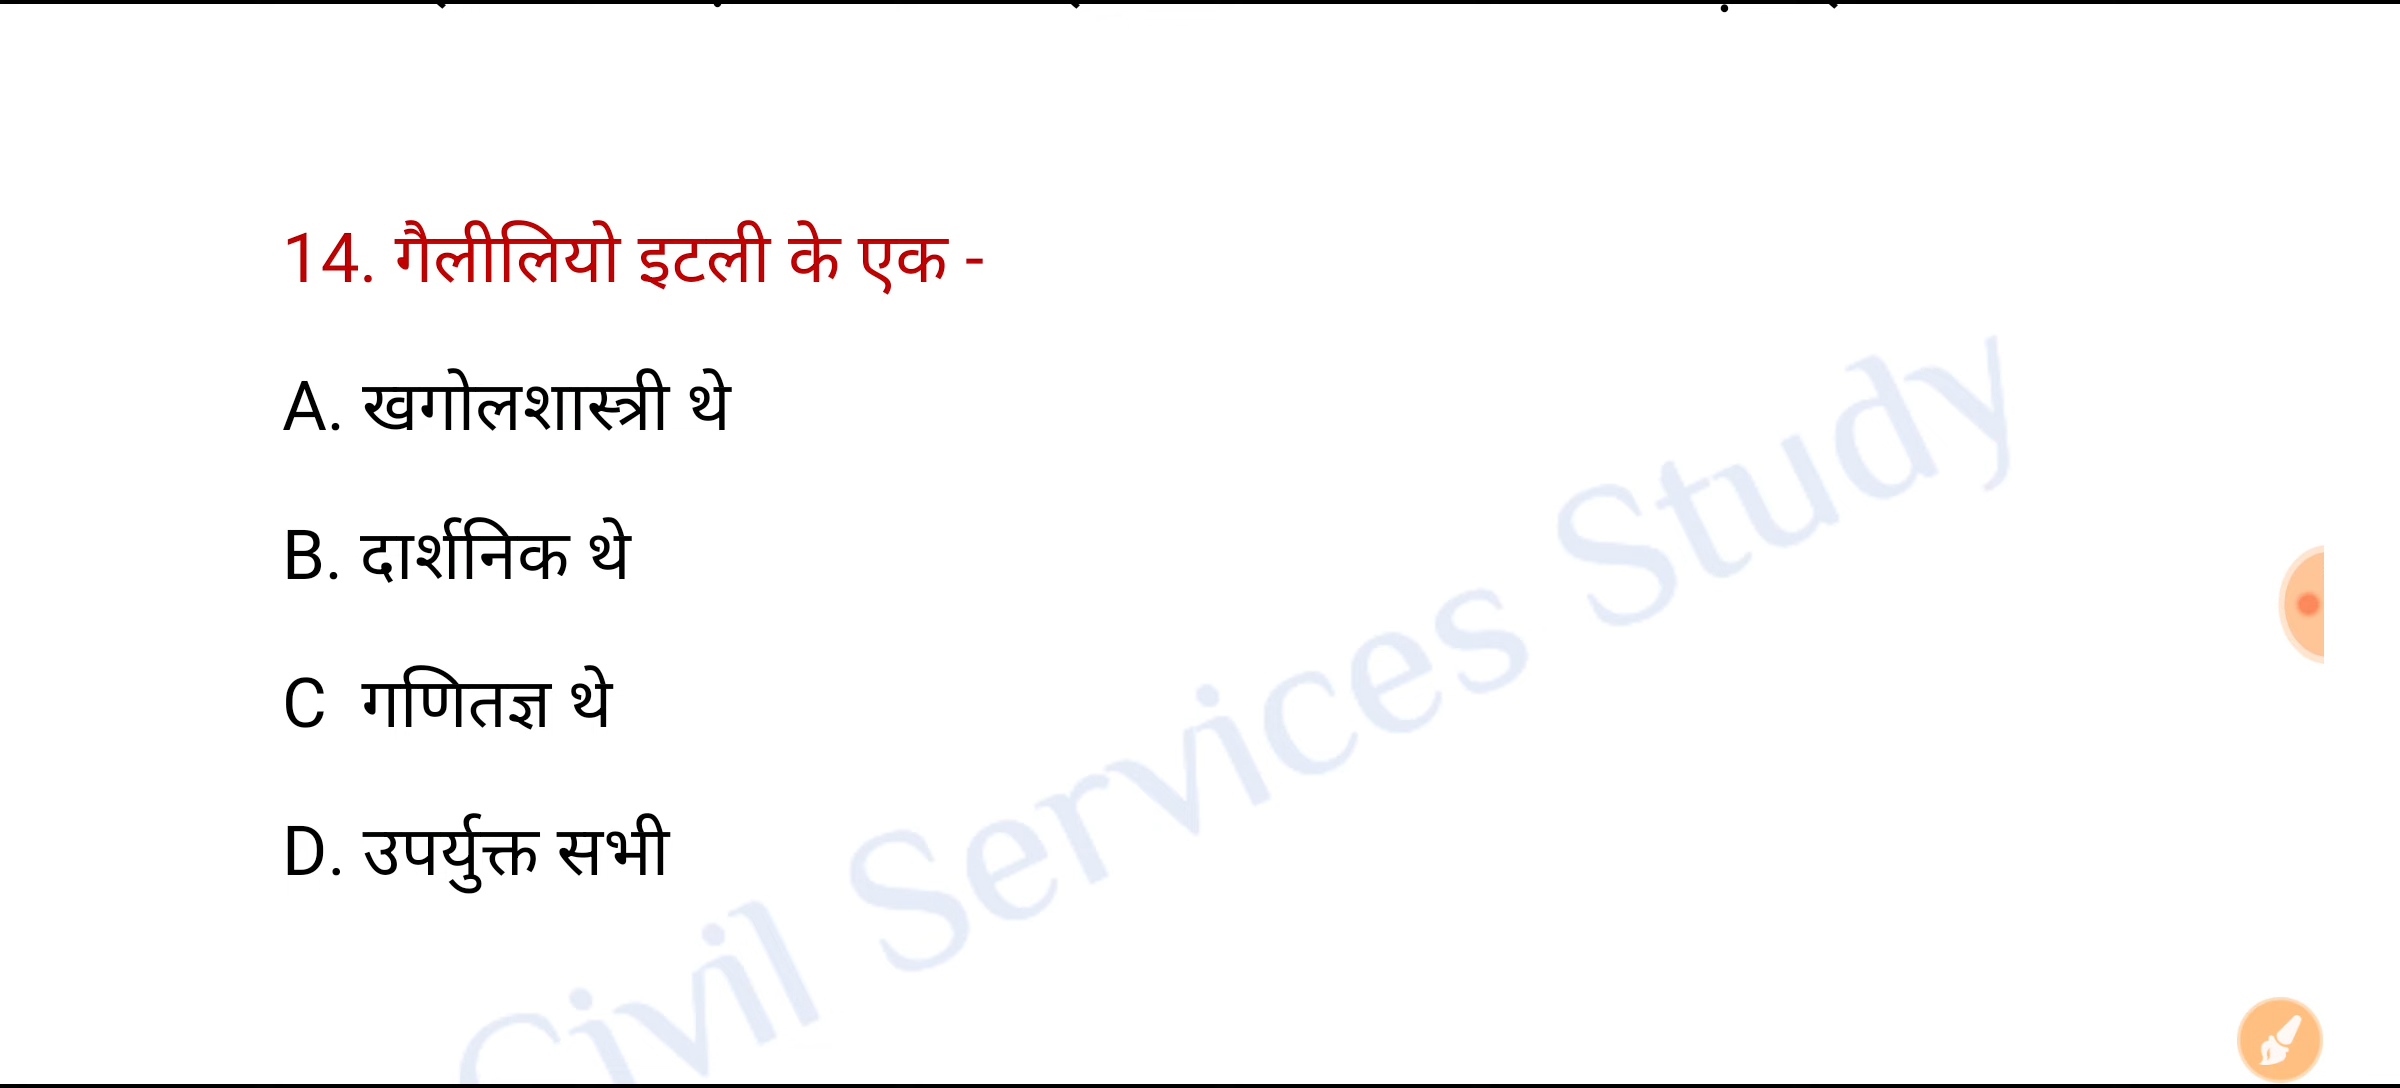 14. गैलीलियो इटली के एक -
A. खगोलशास्त्री थे
B. दार्शनिक थे
C गणितज्ञ थे
D. उपर्युक्त सभी
Civil Services Study